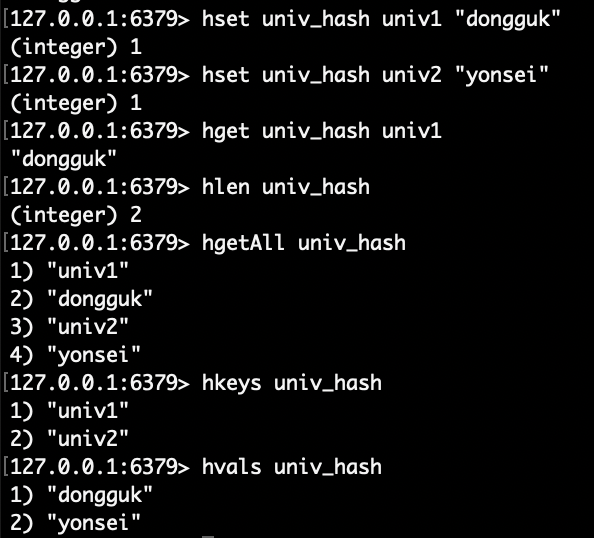 [127.0.0.1:6379> hset univ_hash univ1 "dongguk"
(integer) 1
[127.0.0.1:6379> hset univ_hash univ2 "yonsei"
(integer) 1
[127.0.0.1:6379> hget univ_hash univ1
"dongguk"
[127.0.0.1:6379> hlen univ_hash
(integer) 2
[127.0.0.1:6379> hgetAll univ_hash
1) "univ1"
2) "dongguk"
3) "univ2"
4) "yonsei"
[127.0.0.1:6379> hkeys univ_hash
1) "univ1"
2) "univ2"
[127.0.0.1:6379> hvals univ_hash
1) "dongguk"
2) "yonsei"